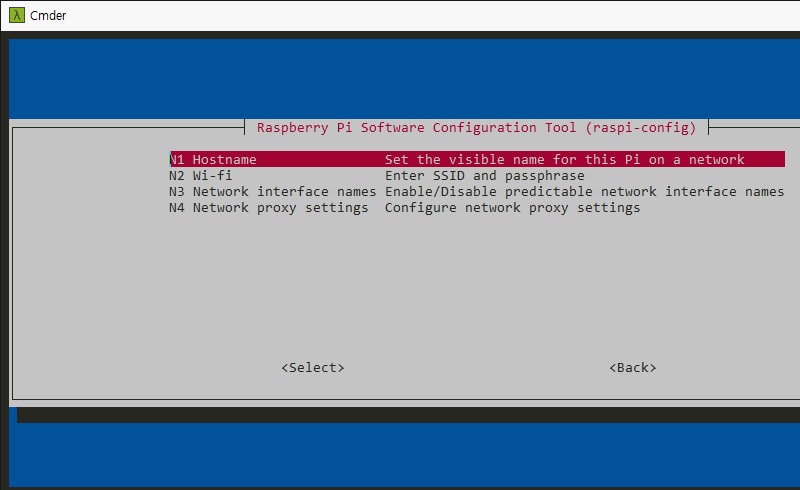 λ Cmder
Raspberry Pi Software Configuration Tool (raspi-config)
N1 Hostname Set the visible name for this Pi on a network
N2 Wi-fi Enter SSID and passphrase
N3 Network interface names Enable/Disable predictable network interface names
N4 Network proxy settings Configure network proxy settings
<Select> <Back>